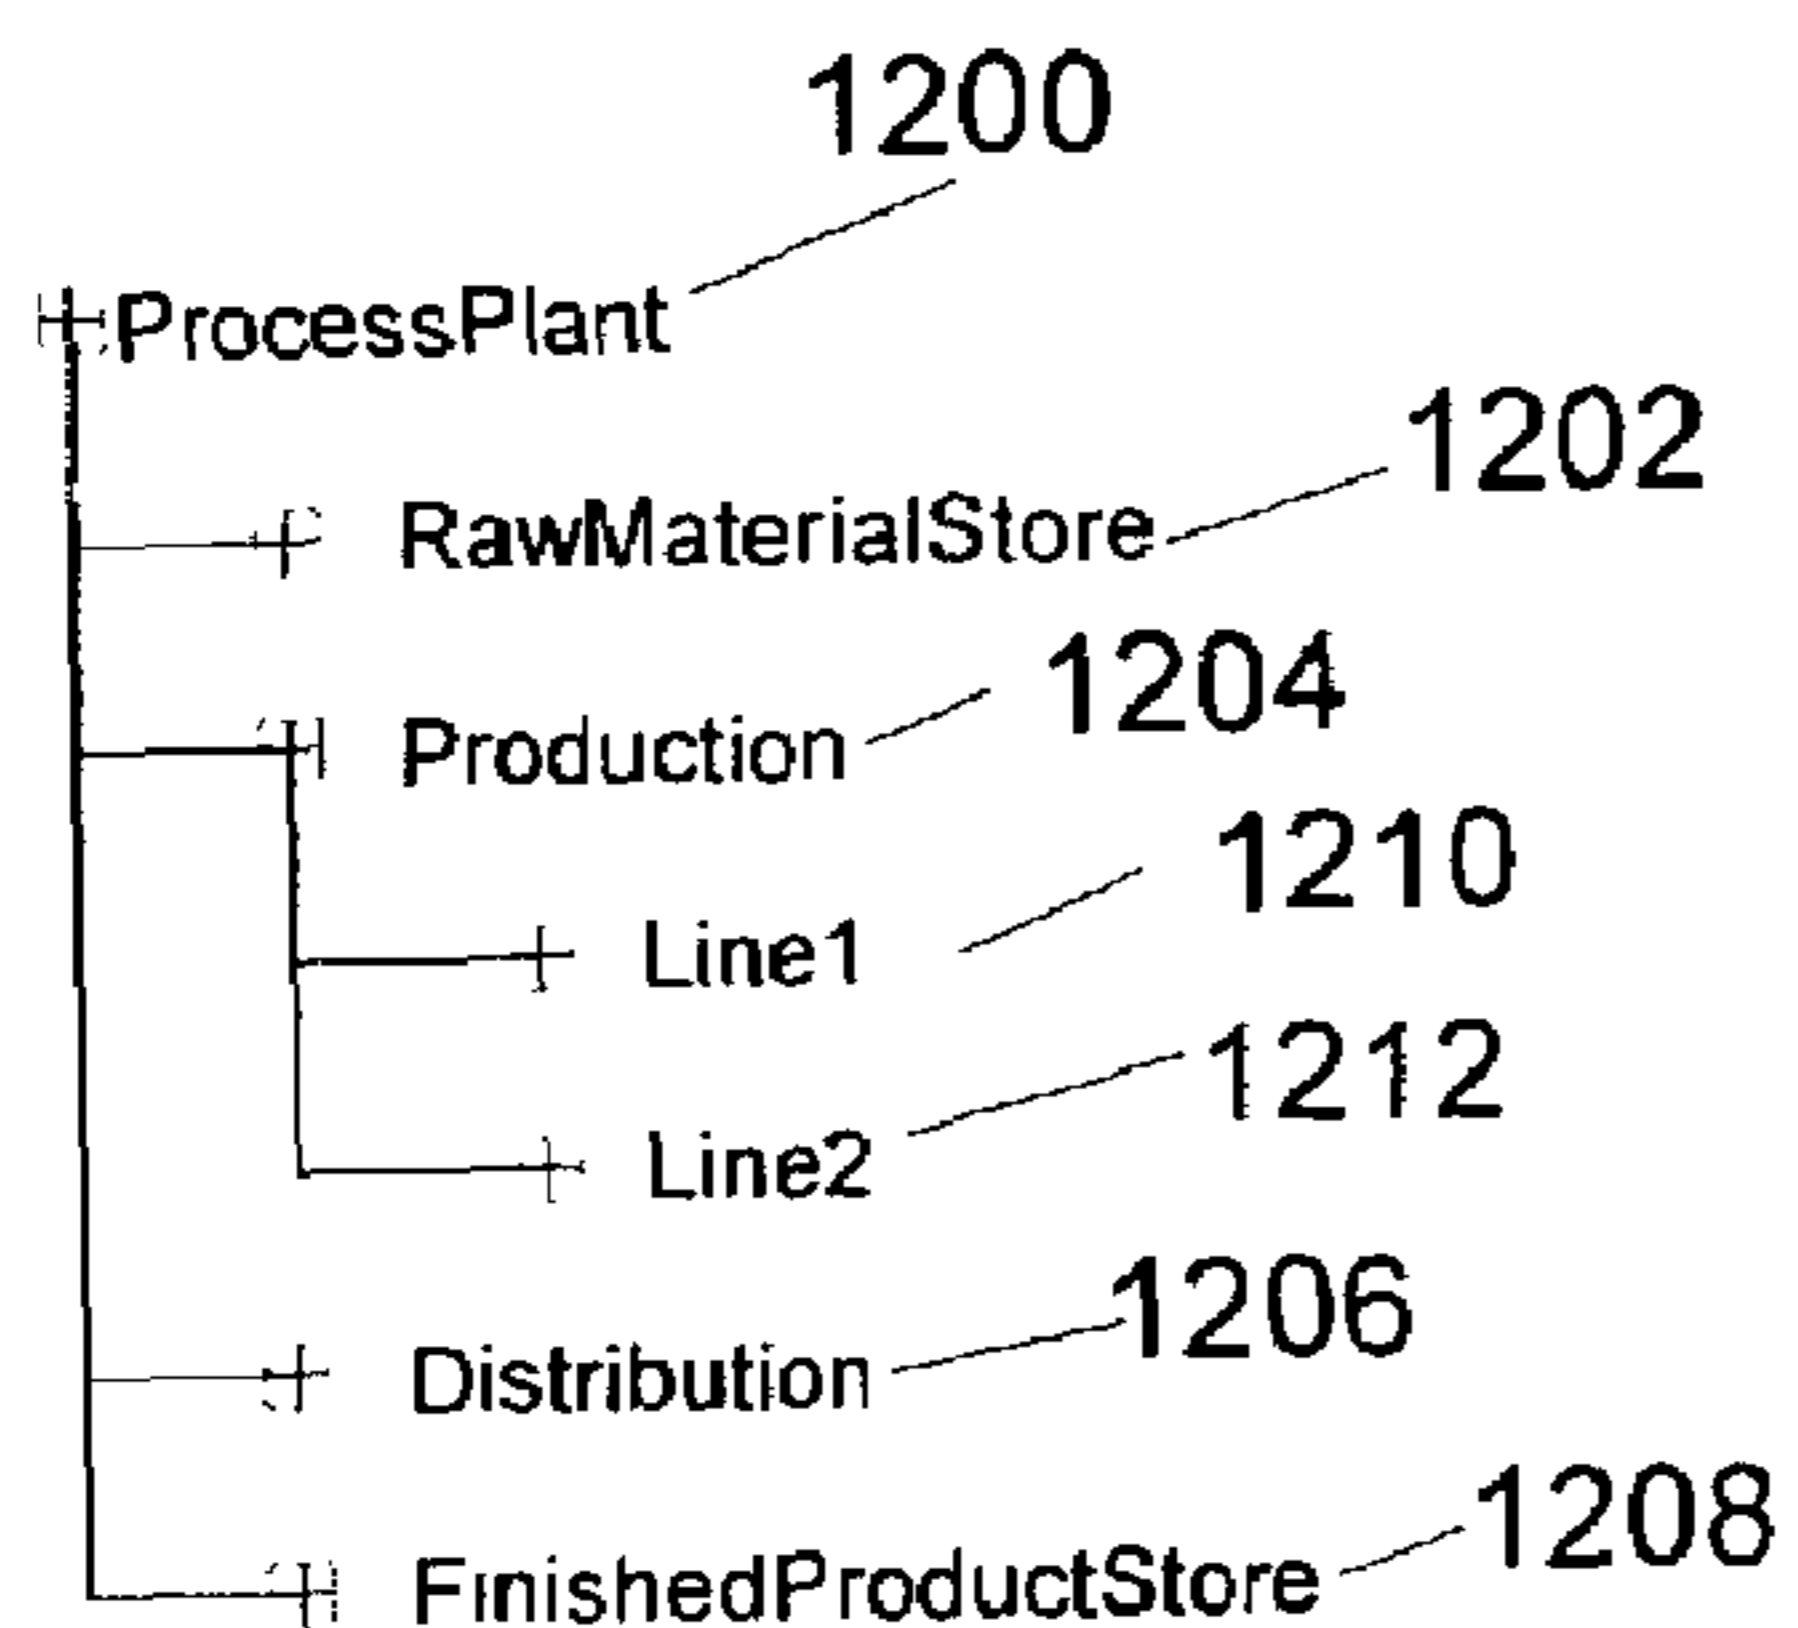 1200
ProcessPlant
1202
RawMaterialStore
1204
Production
1210
Line1
1212
Line2
1206
Distribution
1208
FinishedProductStore